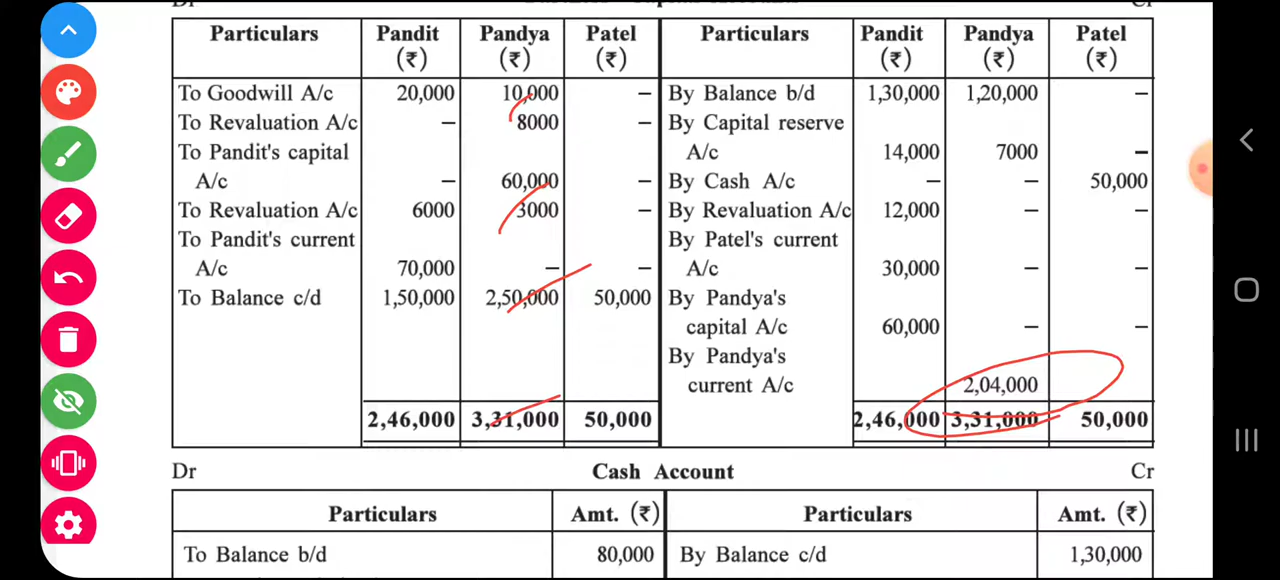 Dr Cr
Particulars Pandit Pandya Patel Particulars Pandit Pandya Patel
(₹) (₹) (₹) (₹) (₹) (₹)
To Goodwill A/c 20,000 10,000 – By Balance b/d 1,30,000 1,20,000 –
To Revaluation A/c – 8000 – By Capital reserve
To Pandit's capital A/c 14,000 7000 –
A/c – 60,000 – By Cash A/c – – 50,000
To Revaluation A/c 6000 3000 – By Revaluation A/c 12,000 – –
To Pandit's current By Patel's current
A/c 70,000 – – A/c 30,000 – –
To Balance c/d 1,50,000 2,50,000 50,000 By Pandya's
capital A/c 60,000 – –
By Pandya's
current A/c 2,04,000
2,46,000 3,31,000 50,000 2,46,000 3,31,000 50,000
Dr Cash Account Cr
Particulars Amt. (₹) Particulars Amt. (₹)
To Balance b/d 80,000 By Balance c/d 1,30,000